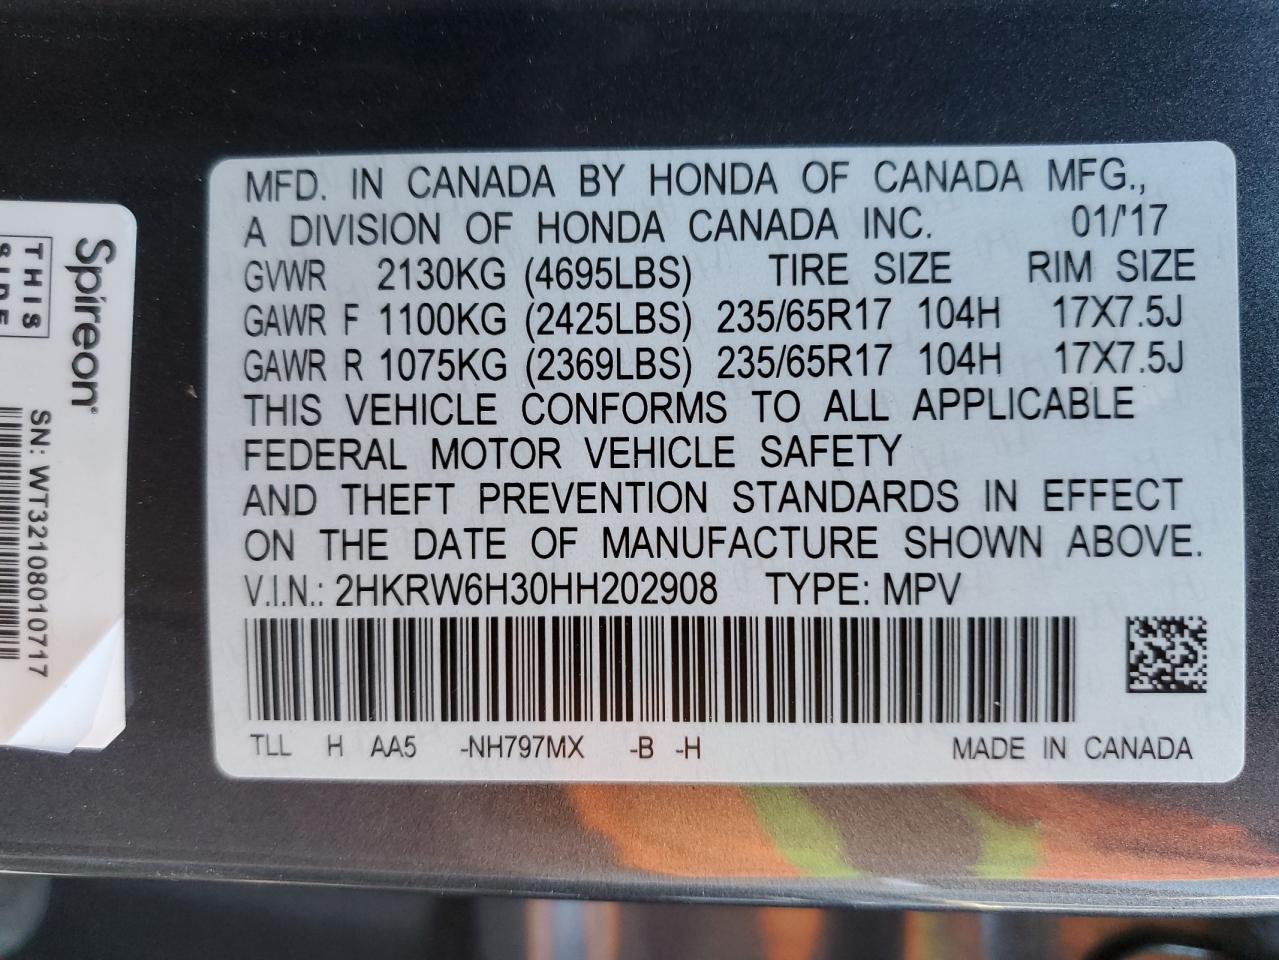 MFD. IN CANADA BY HONDA OF CANADA MFG.,
A DIVISION OF HONDA CANADA INC. 01/'17
GVWR 2130KG (4695LBS) TIRE SIZE RIM SIZE
GAWR F 1100KG (2425LBS) 235/65R17 104H 17X7.5J
GAWR R 1075KG (2369LBS) 235/65R17 104H 17X7.5J
THIS VEHICLE CONFORMS TO ALL APPLICABLE
FEDERAL MOTOR VEHICLE SAFETY
AND THEFT PREVENTION STANDARDS IN EFFECT
ON THE DATE OF MANUFACTURE SHOWN ABOVE.
V.I.N.: 2HKRW6H30HH202908 TYPE: MPV
TLL H AA5 -NH797MX -B -H MADE IN CANADA
Spireon
THIS
SIDE
SN: WT32108010717